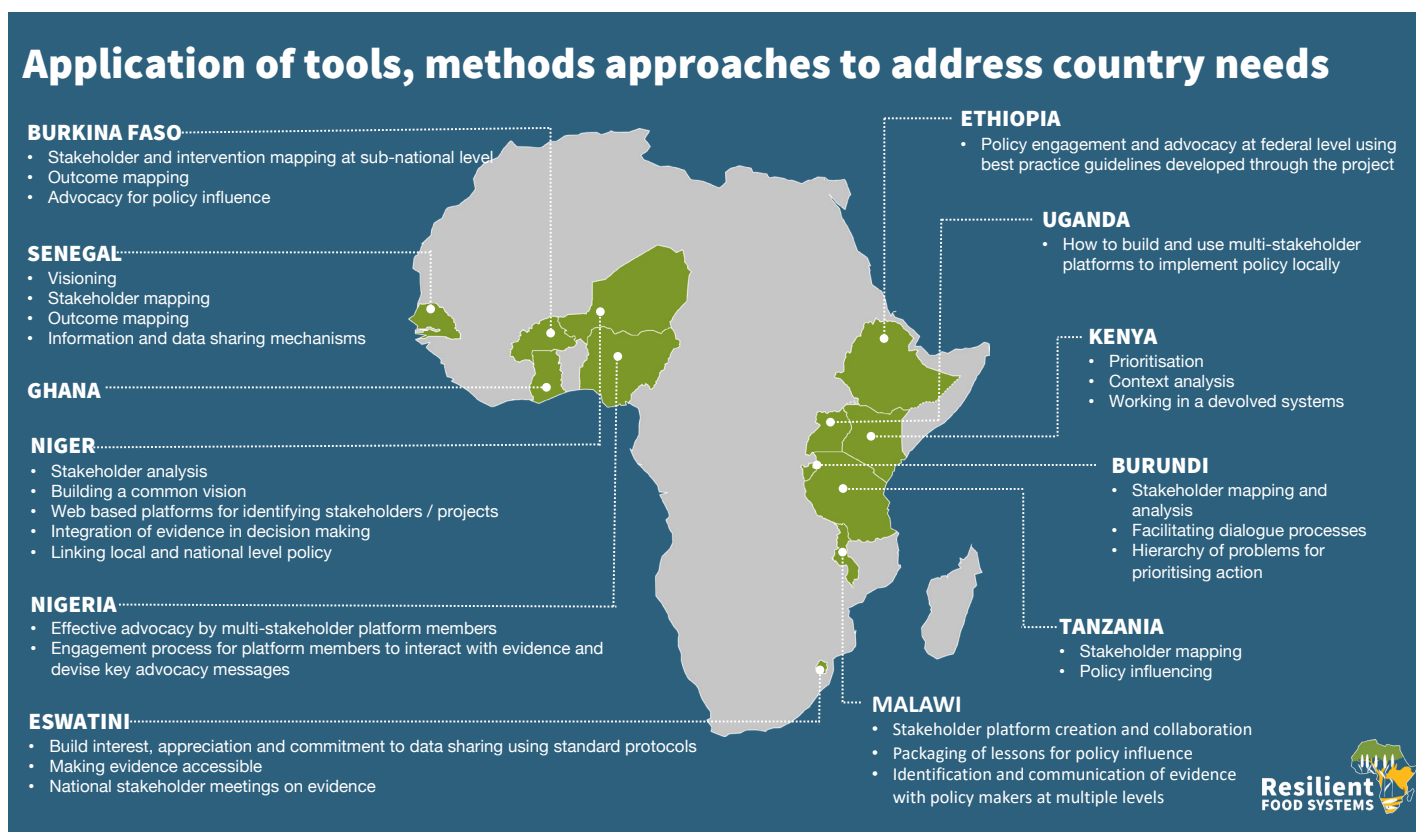 Application of tools, methods approaches to address country needs
BURKINA FASO
• Stakeholder and intervention mapping at sub-national level
• Outcome mapping
• Advocacy for policy influence
SENEGAL
• Visioning
• Stakeholder mapping
• Outcome mapping
• Information and data sharing mechanisms
GHANA
NIGER
• Stakeholder analysis
• Building a common vision
• Web based platforms for identifying stakeholders / projects
• Integration of evidence in decision making
• Linking local and national level policy
NIGERIA
• Effective advocacy by multi-stakeholder platform members
• Engagement process for platform members to interact with evidence and
devise key advocacy messages
ESWATINI
• Build interest, appreciation and commitment to data sharing using standard protocols
• Making evidence accessible
• National stakeholder meetings on evidence
ETHIOPIA
• Policy engagement and advocacy at federal level using
best practice guidelines developed through the project
UGANDA
• How to build and use multi-stakeholder
platforms to implement policy locally
KENYA
• Prioritisation
• Context analysis
• Working in a devolved systems
BURUNDI
• Stakeholder mapping and
analysis
• Facilitating dialogue processes
• Hierarchy of problems for
prioritising action
TANZANIA
• Stakeholder mapping
• Policy influencing
MALAWI
• Stakeholder platform creation and collaboration
• Packaging of lessons for policy influence
• Identification and communication of evidence
with policy makers at multiple levels
Resilient
FOOD SYSTEMS